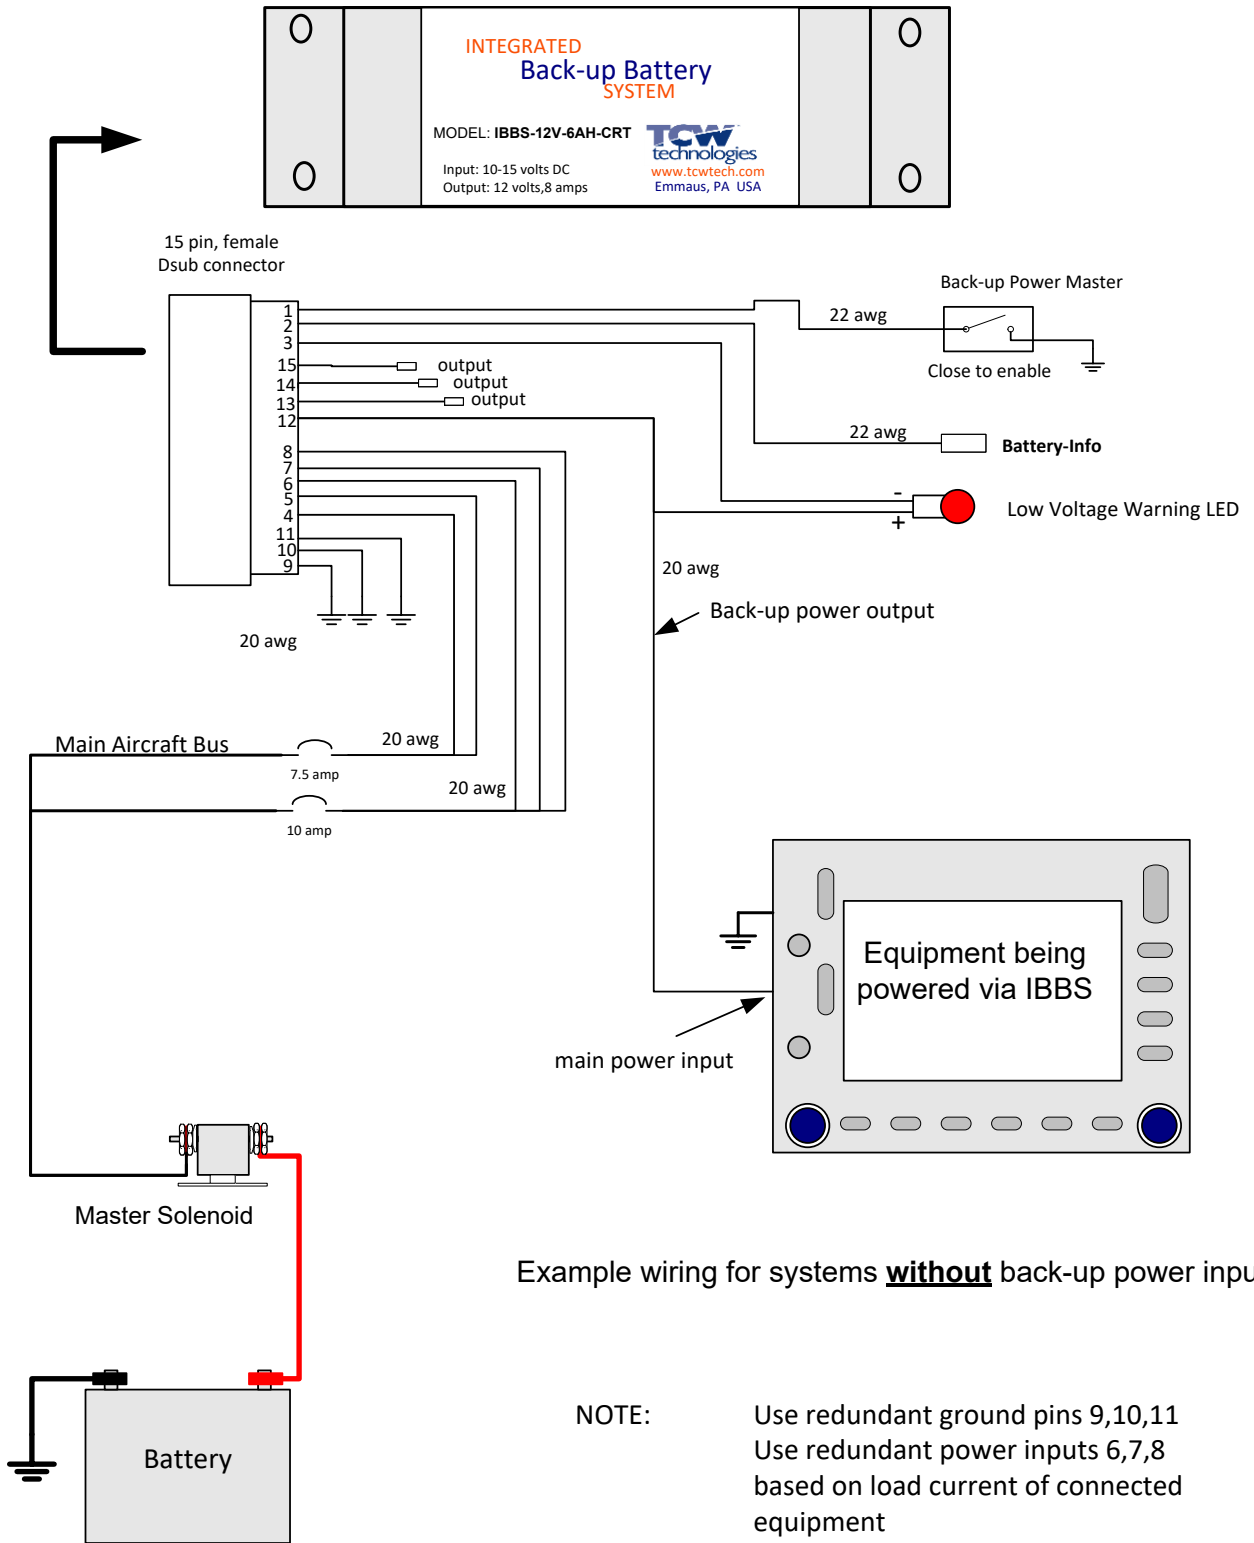 INTEGRATED
Back-up Battery
SYSTEM
MODEL: IBBS-12V-6AH-CRT
Input: 10-15 volts DC
Output: 12 volts,8 amps
TCW
technologies
www.tcwtech.com
Emmaus, PA USA
15 pin, female
Dsub connector
1
2
3
15
14
13
12
8
7
6
5
4
11
10
9
output
output
output
Back-up Power Master
22 awg
Close to enable
22 awg
Battery-Info
-
+
Low Voltage Warning LED
20 awg
Back-up power output
20 awg
Main Aircraft Bus
7.5 amp
20 awg
20 awg
10 amp
Equipment being
powered via IBBS
main power input
Master Solenoid
Example wiring for systems without back-up power inpu
Battery
NOTE:
Use redundant ground pins 9,10,11
Use redundant power inputs 6,7,8
based on load current of connected
equipment